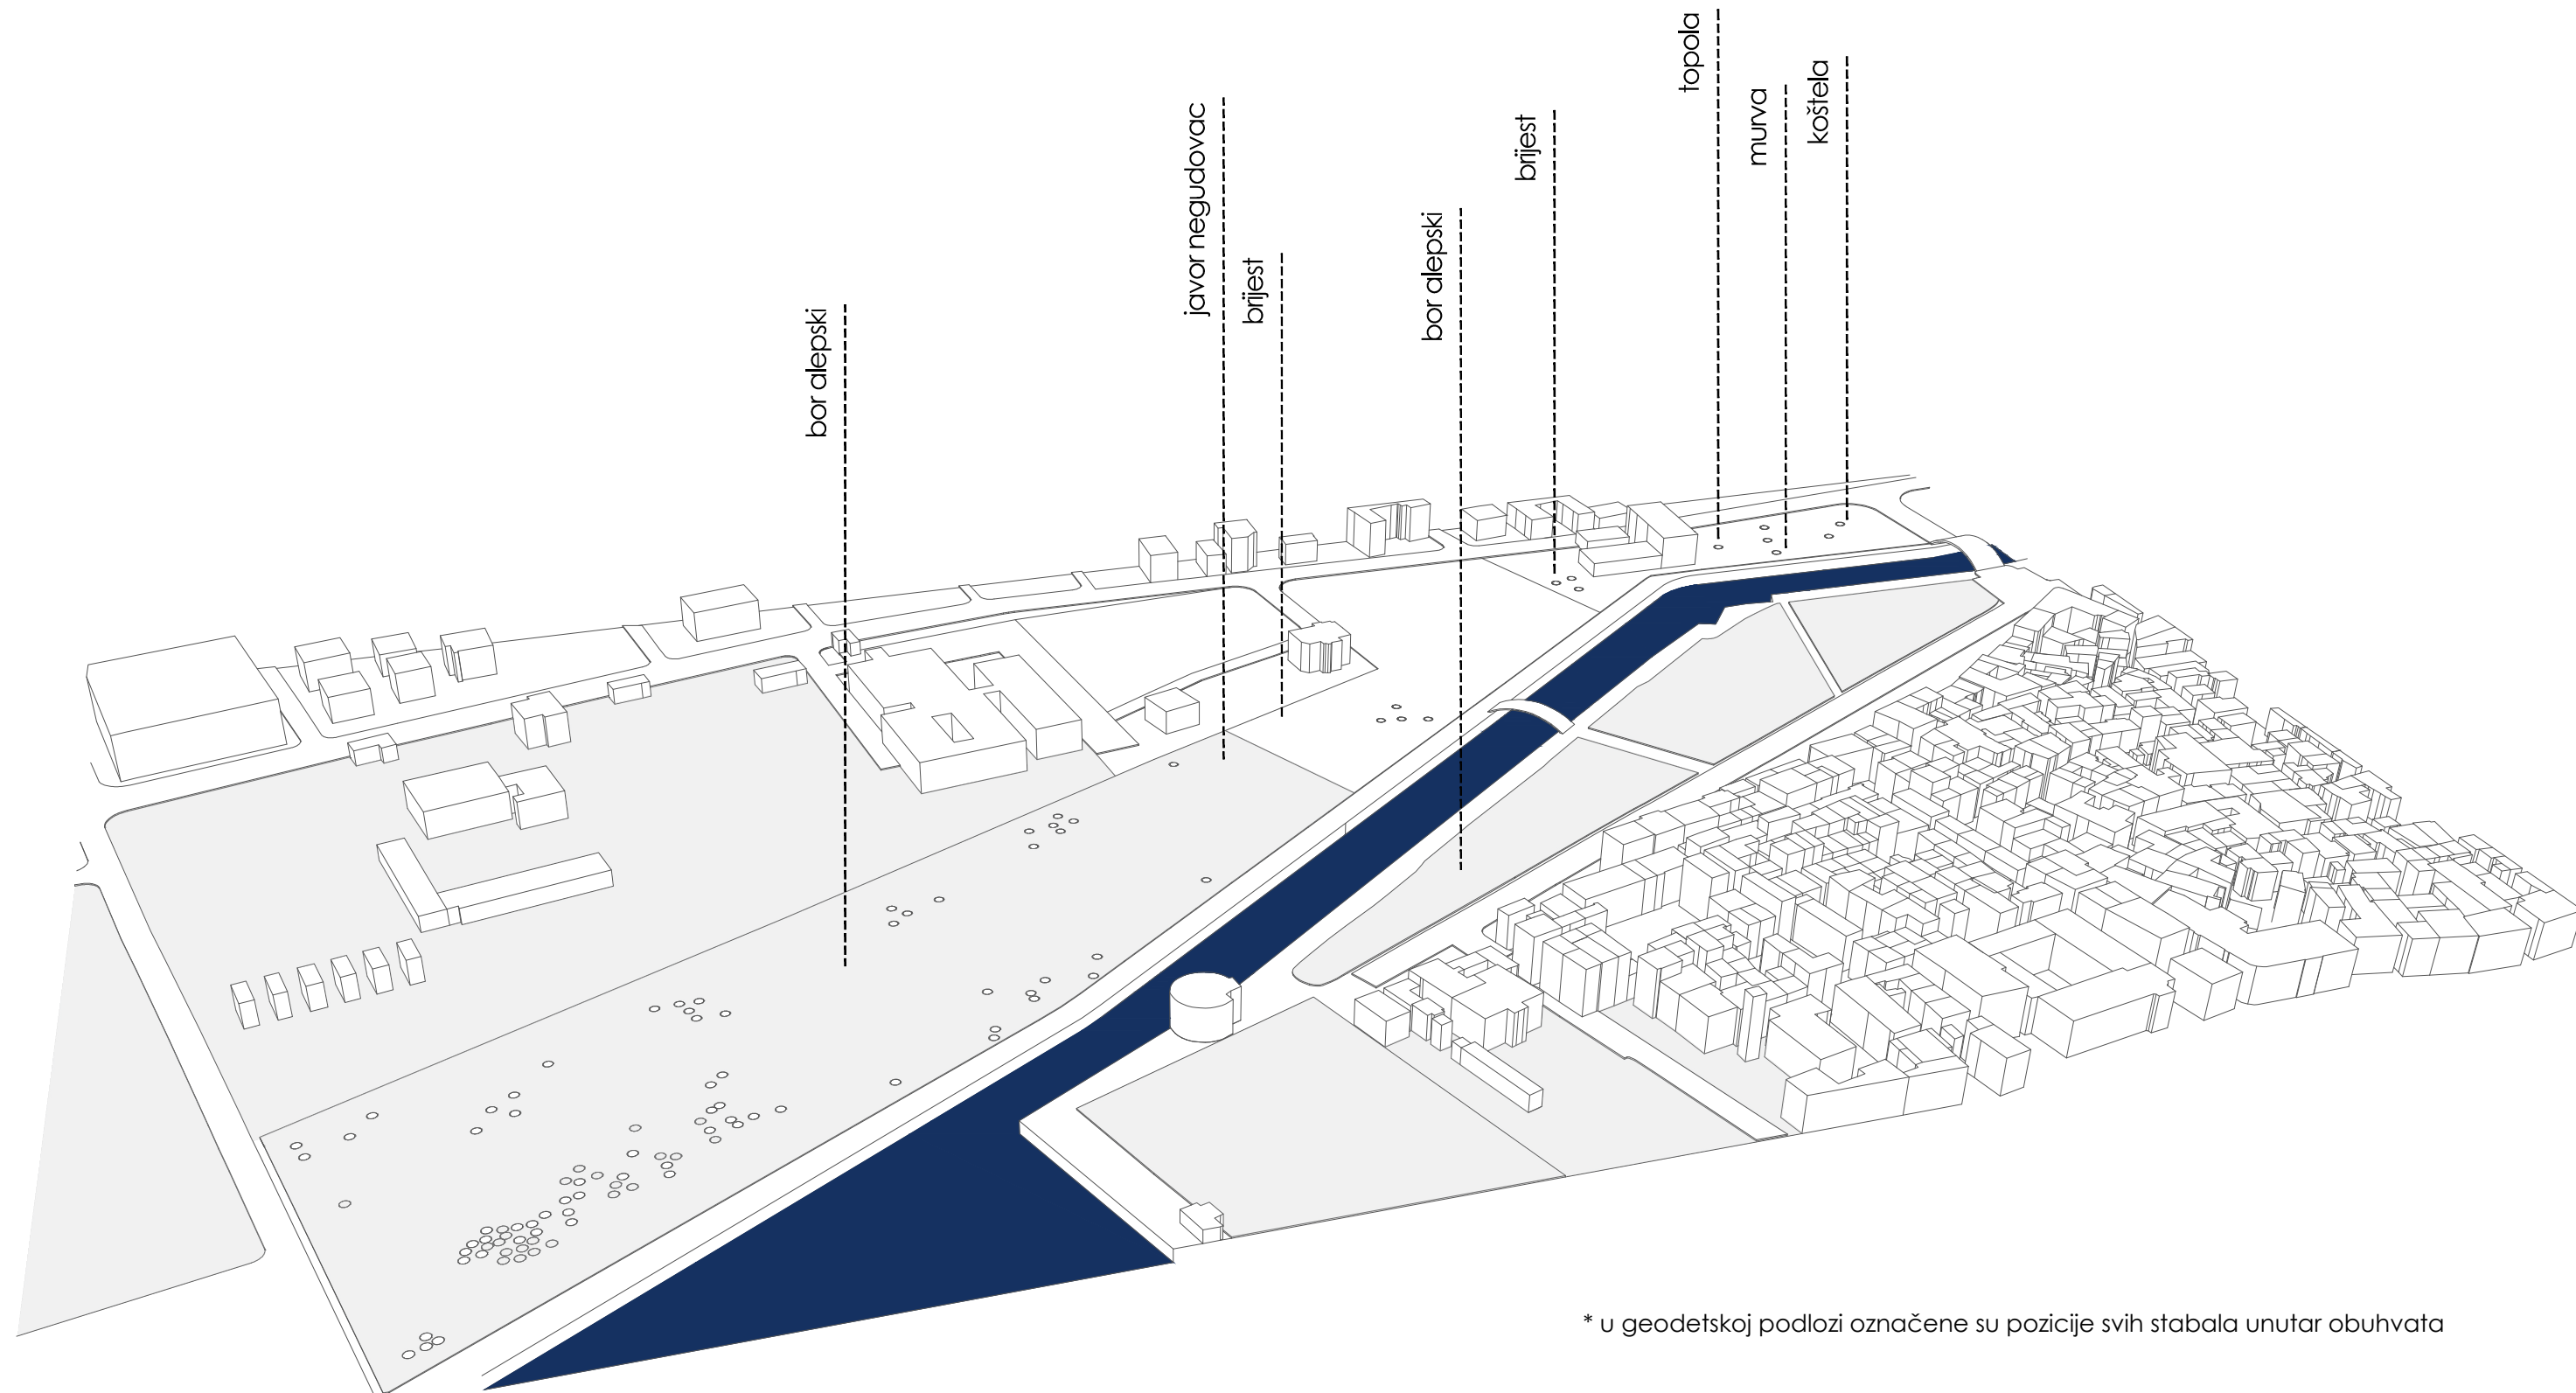 bor alepski
javor negudovac
brijest
bor alepski
brijest
topola
murva
koštela
* u geodetskoj podlozi označene su pozicije svih stabala unutar obuhvata